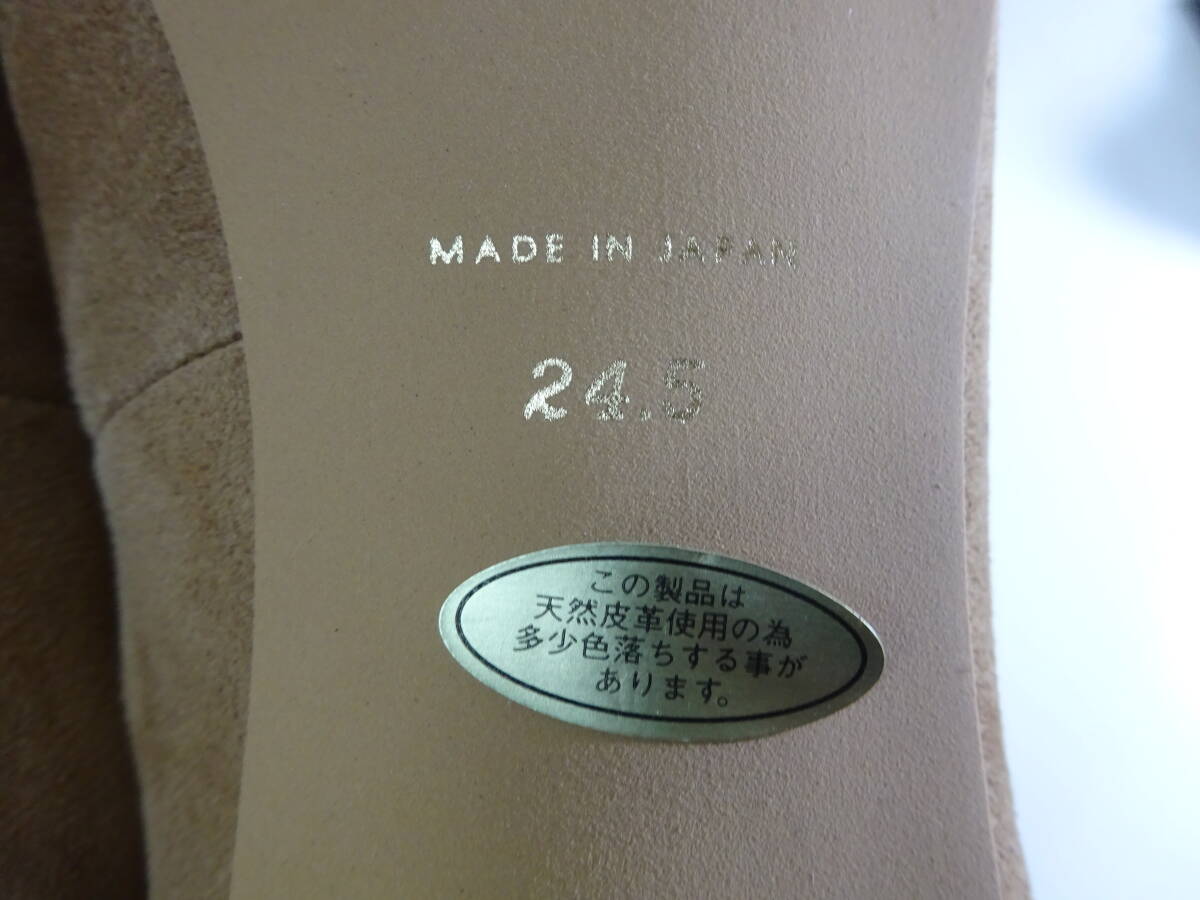 MADE IN JAPAN
24.5
この製品は
天然皮革使用の為
多少色落ちする事が
あります。